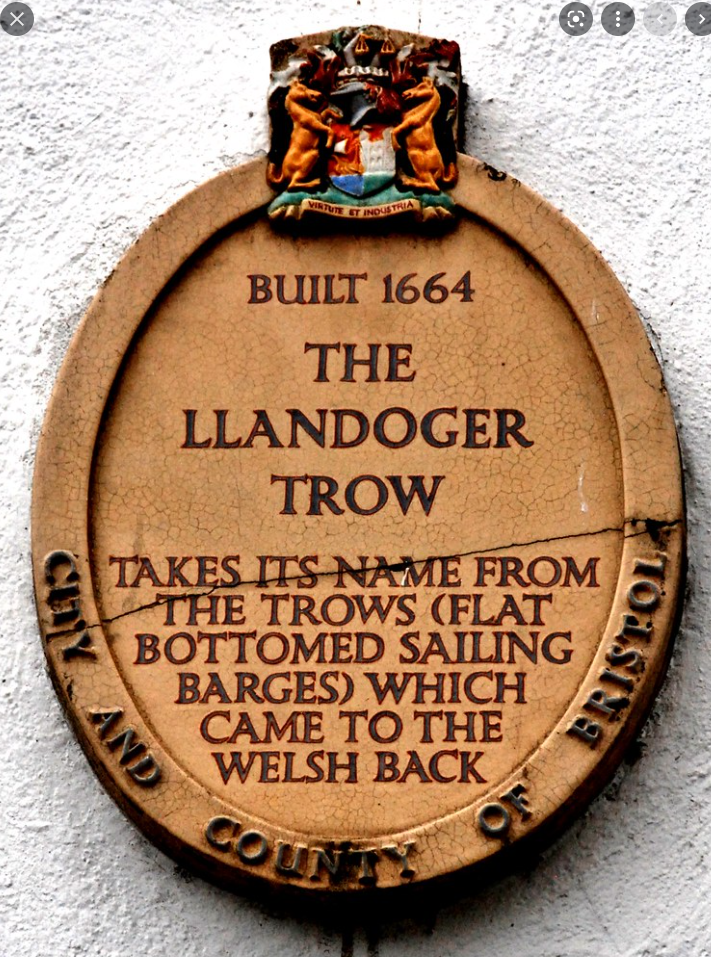 VIRTUTE ET INDUSTRIA
BUILT 1664
THE
LLANDOGER
TROW
TAKES ITS NAME FROM
THE TROWS (FLAT
BOTTOMED SAILING
BARGES) WHICH
CAME TO THE
WELSH BACK
CITY AND COUNTY OF BRISTOL